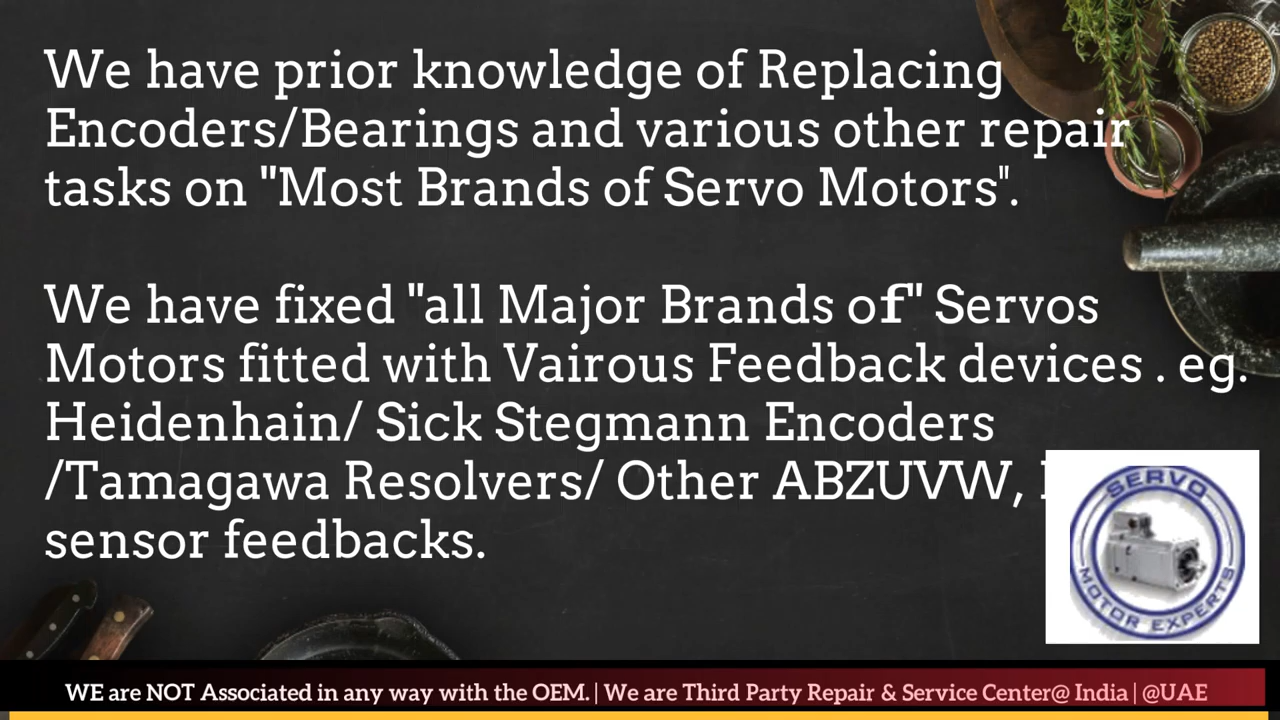 We have prior knowledge of Replacing
Encoders/Bearings and various other repair
tasks on "Most Brands of Servo Motors".
We have fixed "all Major Brands of" Servos
Motors fitted with Vairous Feedback devices . eg.
Heidenhain/ Sick Stegmann Encoders
/Tamagawa Resolvers/ Other ABZUVW,
sensor feedbacks.
SERVO
MOTOR EXPERTS
WE are NOT Associated in any way with the OEM. | We are Third Party Repair & Service Center@ India | @UAE